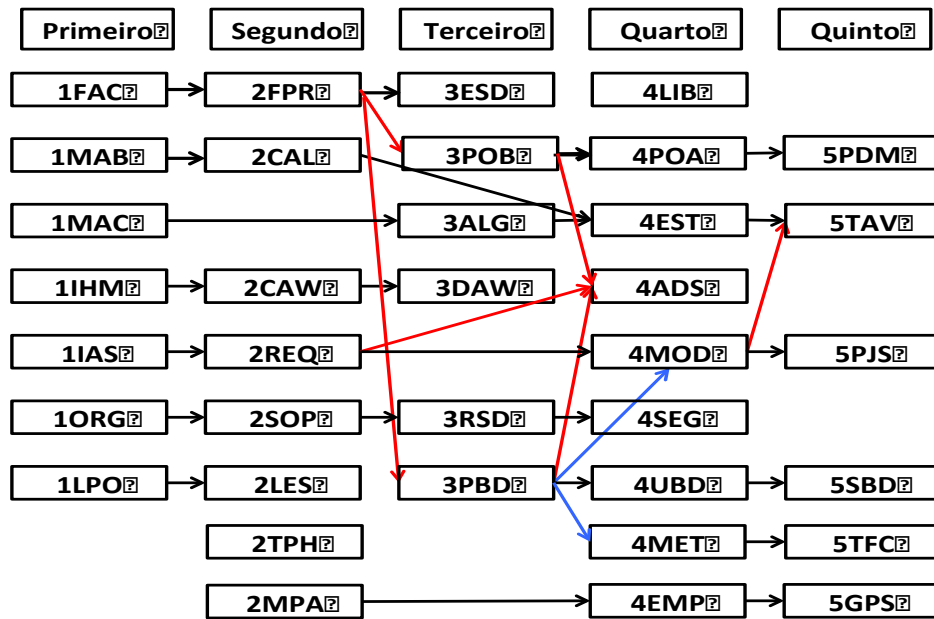 Primeiro Segundo Terceiro Quarto Quinto
1FAC 2FPR 3ESD 4LIB
1MAB 2CAL 3POB 4POA 5PDM
1MAC 3ALG 4EST 5TAV
1IHM 2CAW 3DAW 4ADS
1IAS 2REQ 4MOD 5PJS
1ORG 2SOP 3RSD 4SEG
1LPO 2LES 3PBD 4UBD 5SBD
2TPH 4MET 5TFC
2MPA 4EMP 5GPS